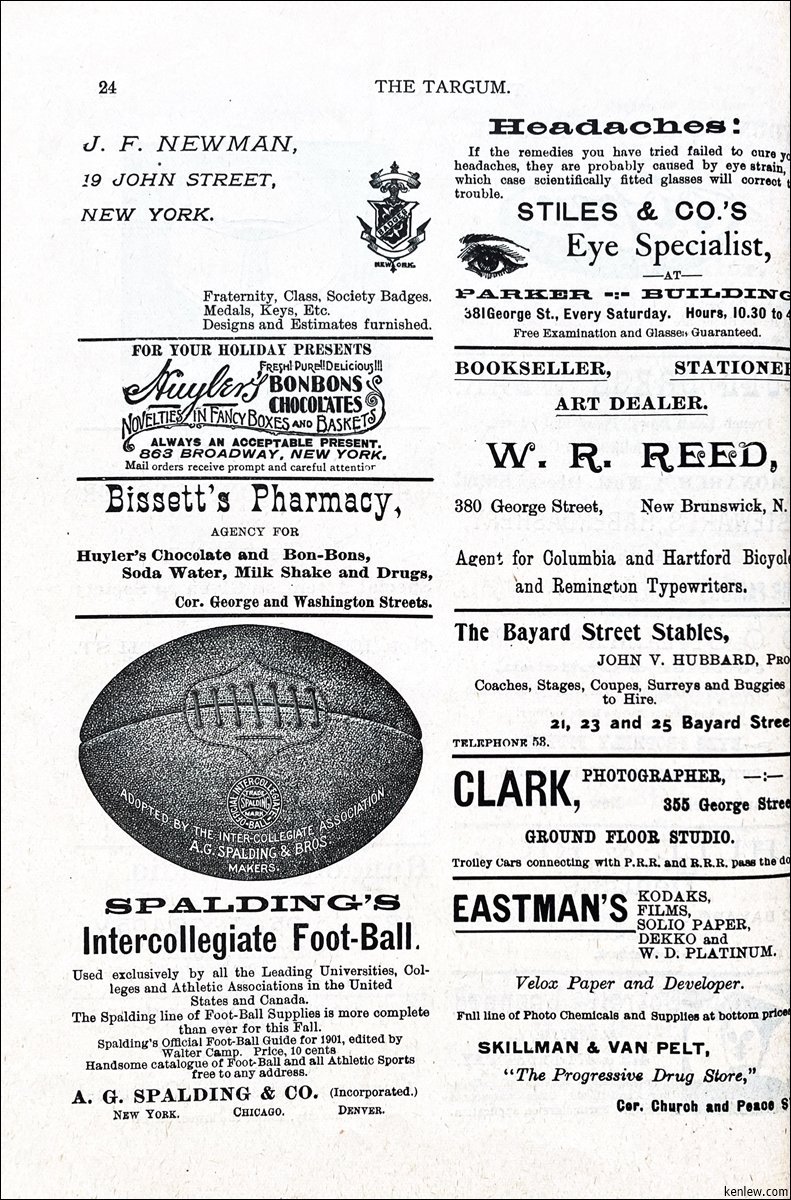 24
THE TARGUM.
J. F. NEWMAN,
19 JOHN STREET,
NEW YORK.
BADGES
NEW YORK.
Fraternity, Class, Society Badges.
Medals, Keys, Etc.
Designs and Estimates furnished.
FOR YOUR HOLIDAY PRESENTS
FRESH! PURE!! DELICIOUS!!!
Huyler's BONBONS
CHOCOLATES
NOVELTIES IN FANCY BOXES AND BASKETS
ALWAYS AN ACCEPTABLE PRESENT.
863 BROADWAY, NEW YORK.
Mail orders receive prompt and careful attention
Bissett's Pharmacy,
AGENCY FOR
Huyler's Chocolate and Bon-Bons,
Soda Water, Milk Shake and Drugs,
Cor. George and Washington Streets.
INTERCOLLEGIATE
TRADE
SPALDING
MARK
ADOPTED BY THE INTER-COLLEGIATE ASSOCIATION
A.G. SPALDING & BROS.
MAKERS.
SPALDING'S
Intercollegiate Foot-Ball.
Used exclusively by all the Leading Universities, Col-
leges and Athletic Associations in the United
States and Canada.
The Spalding line of Foot-Ball Supplies is more complete
than ever for this Fall.
Spalding's Official Foot-Ball Guide for 1901, edited by
Walter Camp. Price, 10 cents
Handsome catalogue of Foot-Ball and all Athletic Sports
free to any address.
A. G. SPALDING & CO. (Incorporated.)
NEW YORK. CHICAGO. DENVER.
Headaches:
If the remedies you have tried failed to cure yo
headaches, they are probably caused by eye strain,
which case scientifically fitted glasses will correct t
trouble.
STILES & CO.'S
Eye Specialist,
—AT—
PARKER -:- BUILDING
381George St., Every Saturday. Hours, 10.30 to 4
Free Examination and Glasses Guaranteed.
BOOKSELLER, STATIONER
ART DEALER.
W. R. REED,
380 George Street, New Brunswick, N.
Agent for Columbia and Hartford Bicycle
and Remington Typewriters.
The Bayard Street Stables,
JOHN V. HUBBARD, PRO
Coaches, Stages, Coupes, Surreys and Buggies
to Hire.
21, 23 and 25 Bayard Stree
TELEPHONE 53.
CLARK, PHOTOGRAPHER, —:—
355 George Stree
GROUND FLOOR STUDIO.
Trolley Cars connecting with P.R.R. and R.R.R. pass the do
EASTMAN'S KODAKS,
FILMS,
SOLIO PAPER,
DEKKO and
W. D. PLATINUM.
Velox Paper and Developer.
Full line of Photo Chemicals and Supplies at bottom prices
SKILLMAN & VAN PELT,
"The Progressive Drug Store,"
Cor. Church and Peace S
kenlew.com